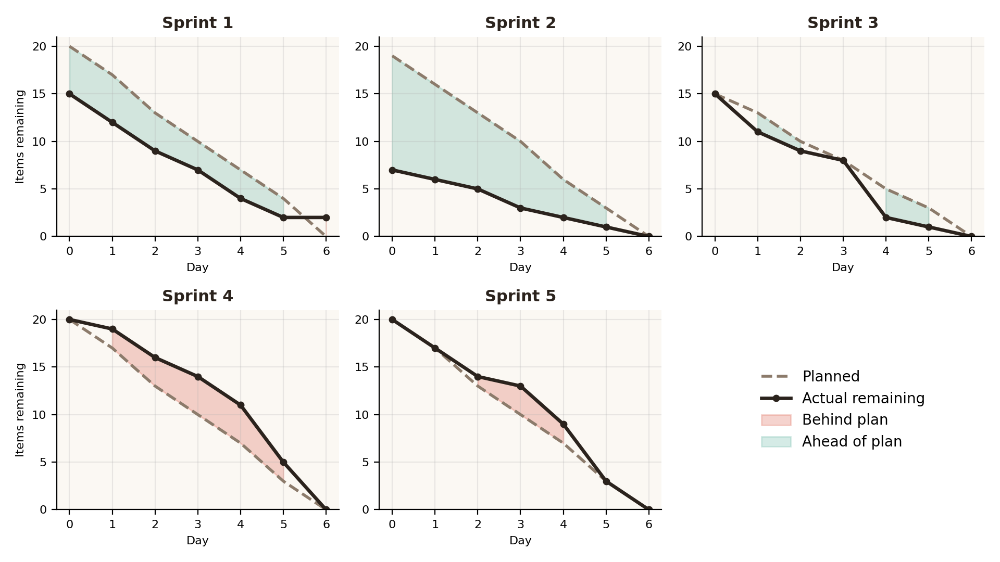 Sprint 1
Items remaining
20
15
10
5
0
0 1 2 3 4 5 6
Day
Sprint 2
20
15
10
5
0
0 1 2 3 4 5 6
Day
Sprint 3
20
15
10
5
0
0 1 2 3 4 5 6
Day
Sprint 4
Items remaining
20
15
10
5
0
0 1 2 3 4 5 6
Day
Sprint 5
20
15
10
5
0
0 1 2 3 4 5 6
Day
Planned
Actual remaining
Behind plan
Ahead of plan